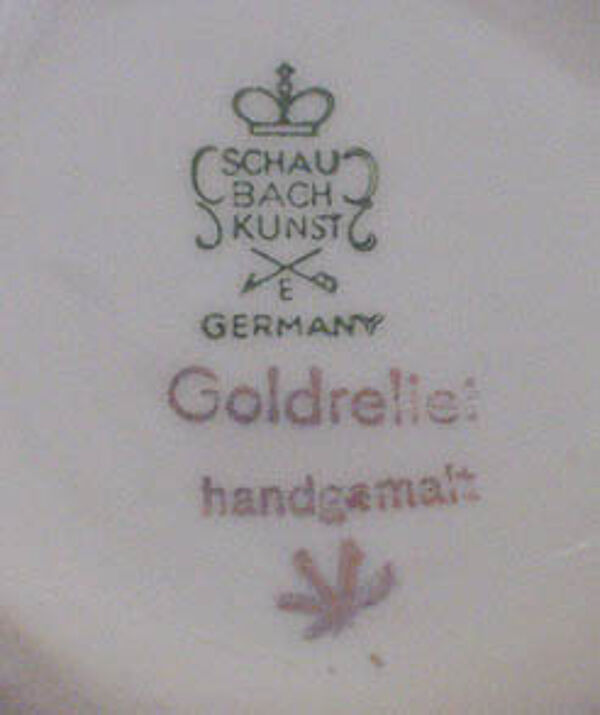 SCHAU
BACH
KUNST
E
GERMANY
Goldrelief
handgemalt